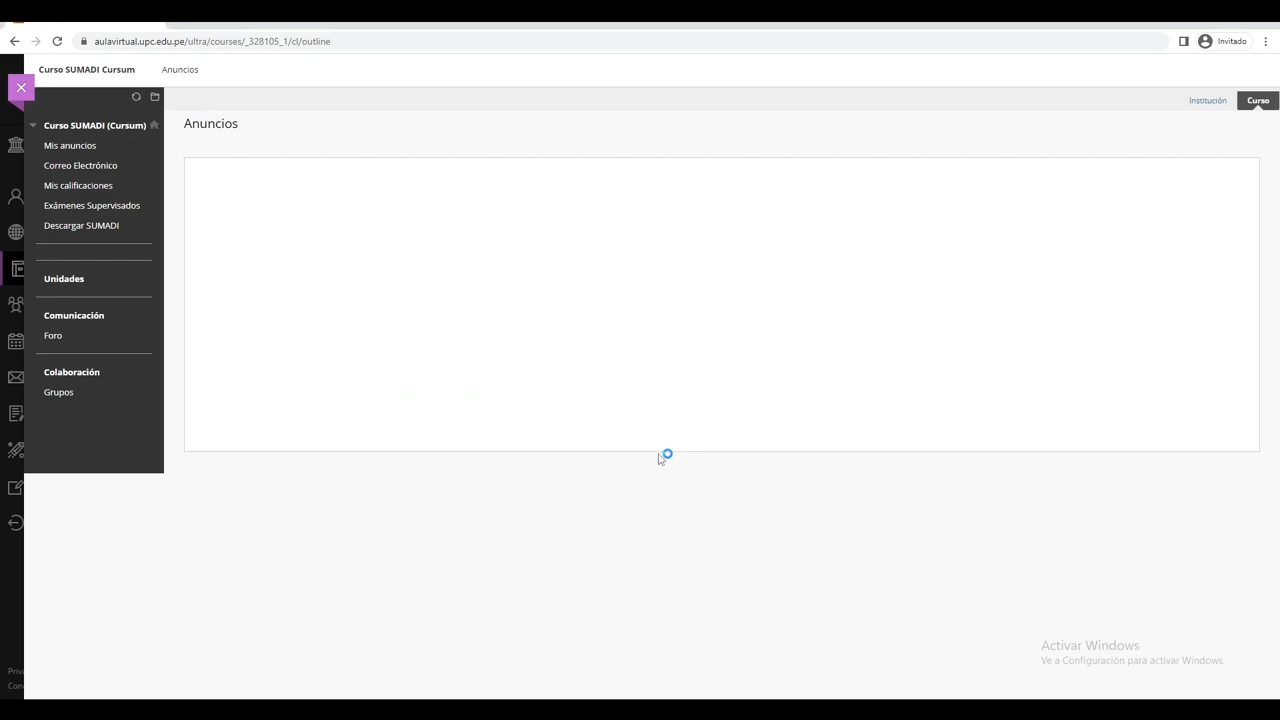 aulavirtual.upc.edu.pe/ultra/courses/_328105_1/cl/outline
Invitado
Curso SUMADI Cursum
Anuncios
Institución
Curso
Curso SUMADI (Cursum)
Mis anuncios
Correo Electrónico
Mis calificaciones
Exámenes Supervisados
Descargar SUMADI
Unidades
Comunicación
Foro
Colaboración
Grupos
Anuncios
Activar Windows
Ve a Configuración para activar Windows.
Priva